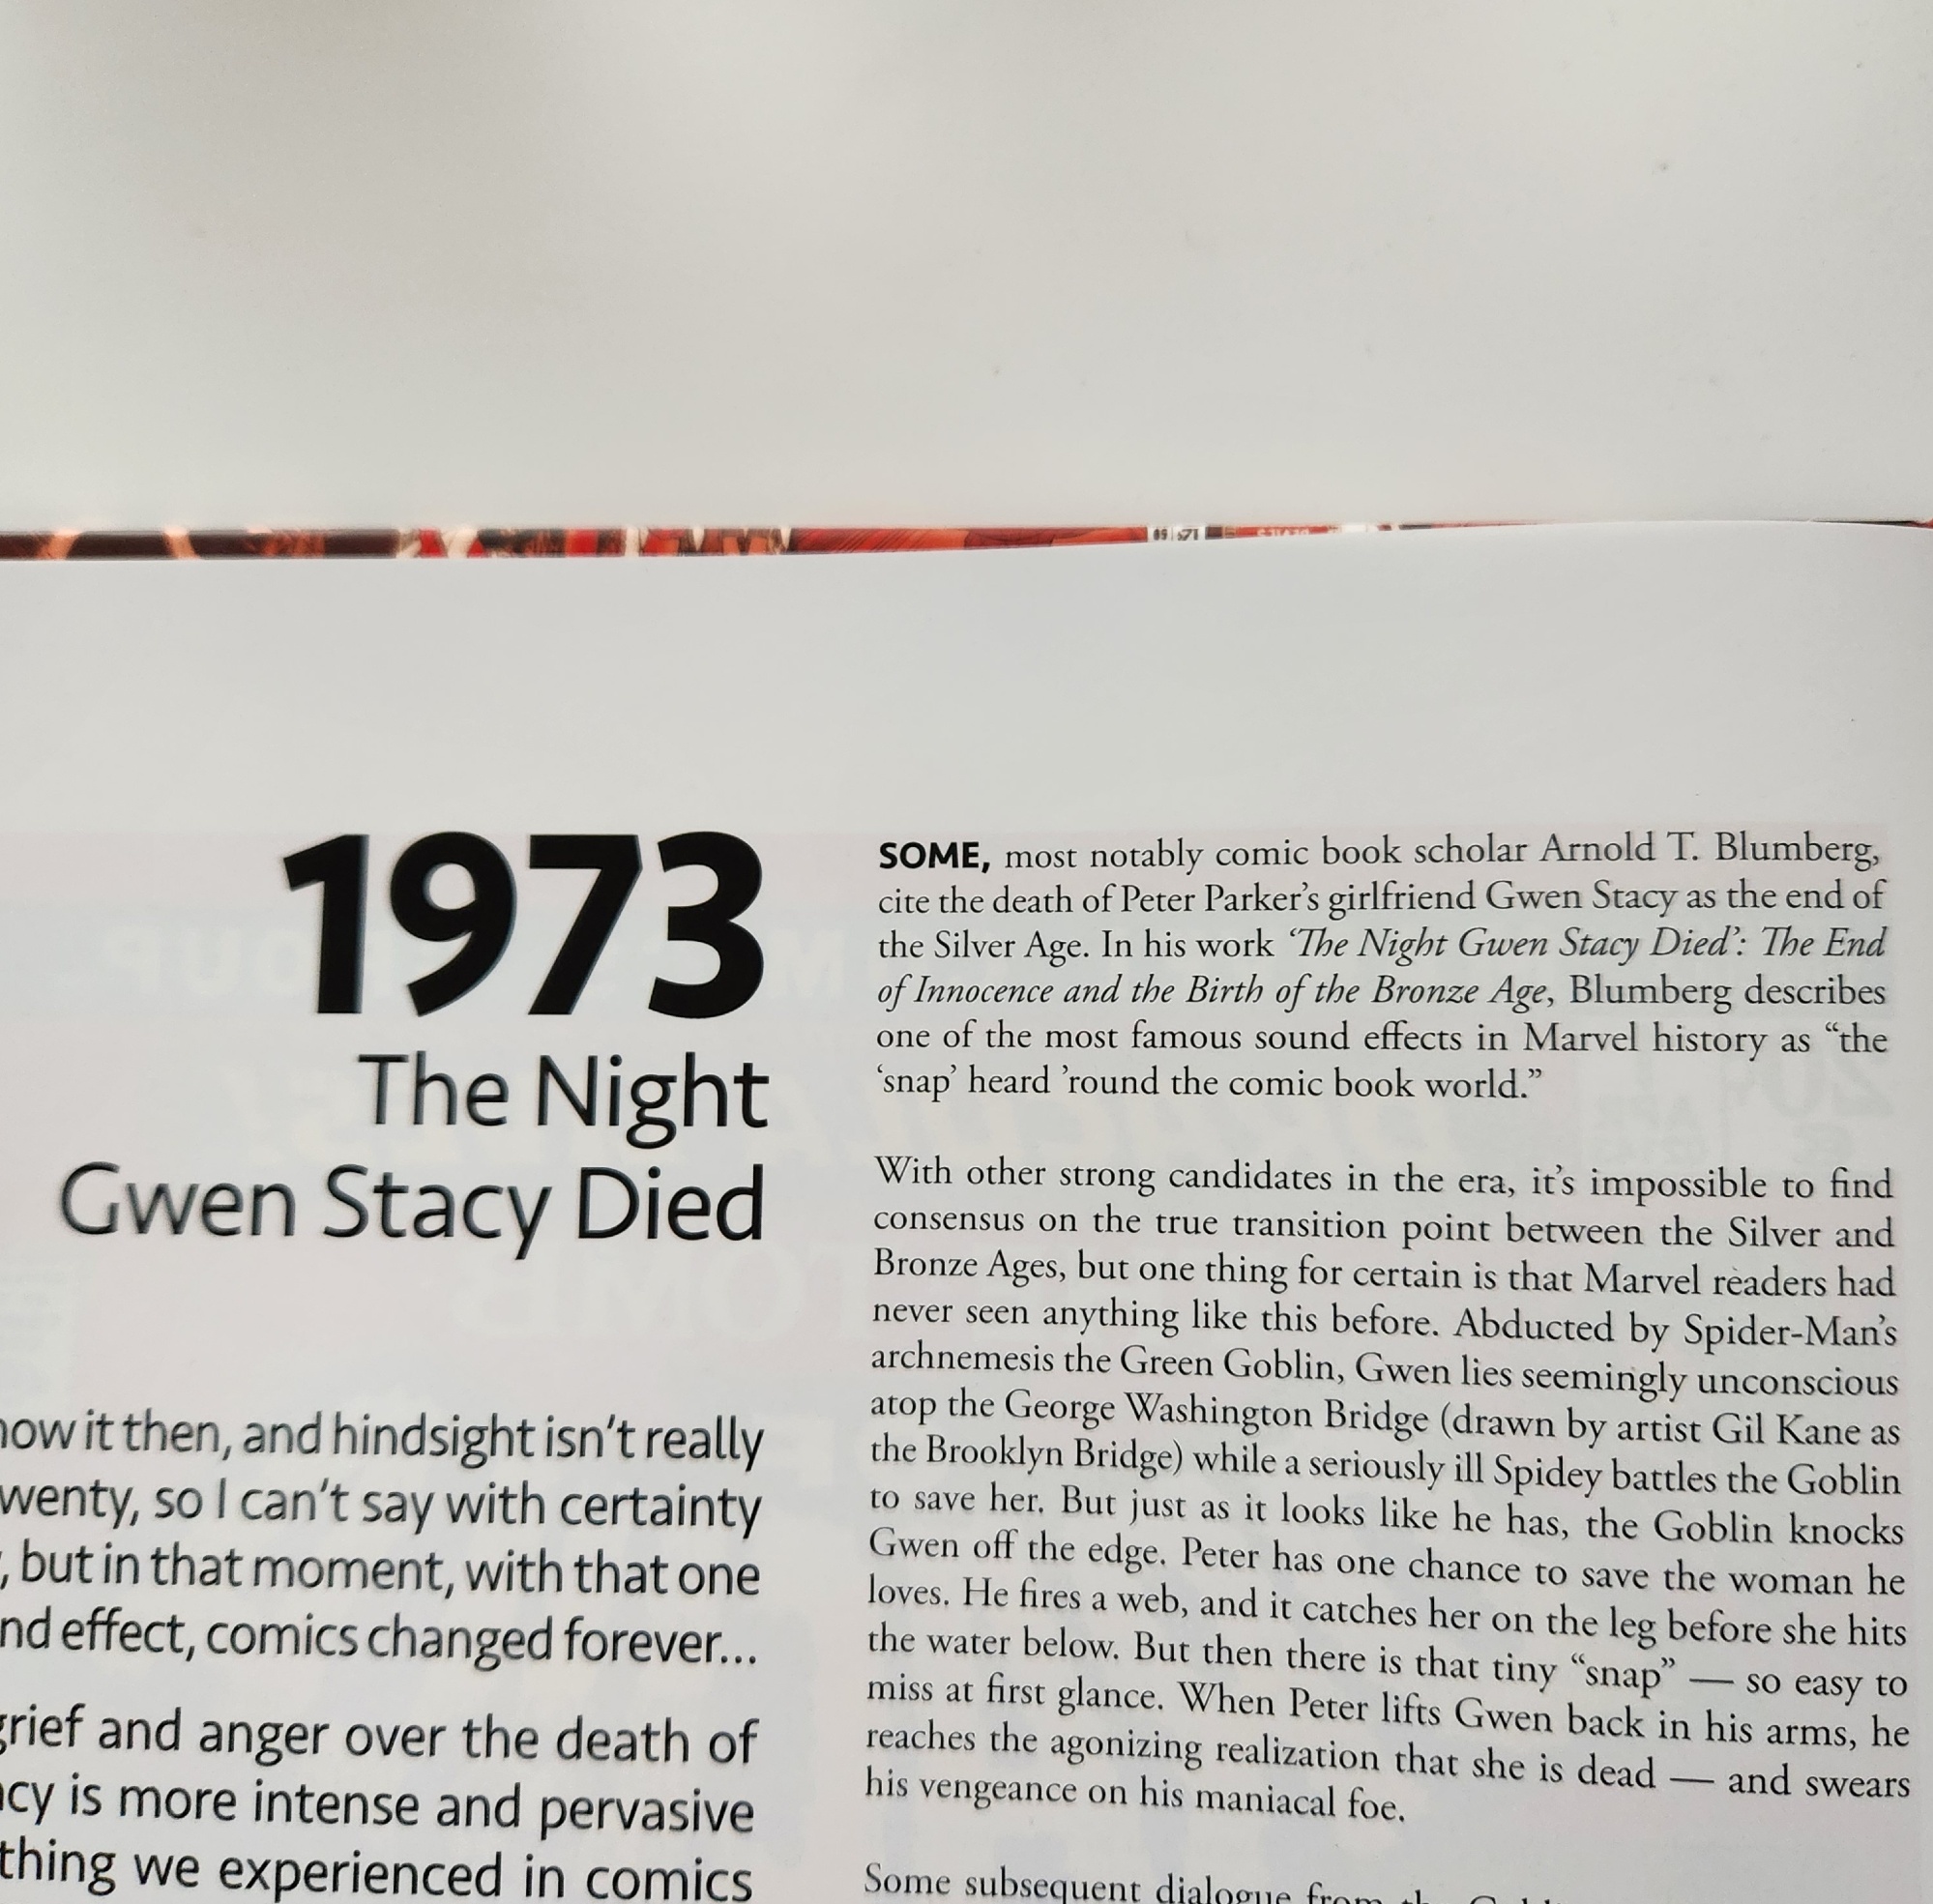 1973
The Night
Gwen Stacy Died
it then, and hindsight isn't really
so I can't say with certainty
but in that moment, with that one
effect, comics changed forever...
and anger over the death of
is more intense and pervasive
we experienced in comics
SOME, most notably comic book scholar Arnold T. Blumberg,
cite the death of Peter Parker's girlfriend Gwen Stacy as the end of
the Silver Age. In his work ‘The Night Gwen Stacy Died’: The End
of Innocence and the Birth of the Bronze Age, Blumberg describes
one of the most famous sound effects in Marvel history as “the
‘snap’ heard ’round the comic book world.”
With other strong candidates in the era, it's impossible to find
consensus on the true transition point between the Silver and
Bronze Ages, but one thing for certain is that Marvel readers had
never seen anything like this before. Abducted by Spider-Man's
archnemesis the Green Goblin, Gwen lies seemingly unconscious
atop the George Washington Bridge (drawn by artist Gil Kane as
the Brooklyn Bridge) while a seriously ill Spidey battles the Goblin
to save her. But just as it looks like he has, the Goblin knocks
Gwen off the edge. Peter has one chance to save the woman he
loves. He fires a web, and it catches her on the leg before she hits
the water below. But then there is that tiny “snap” — so easy to
miss at first glance. When Peter lifts Gwen back in his arms, he
reaches the agonizing realization that she is dead — and swears
his vengeance on his maniacal foe.
Some subsequent dialogue from